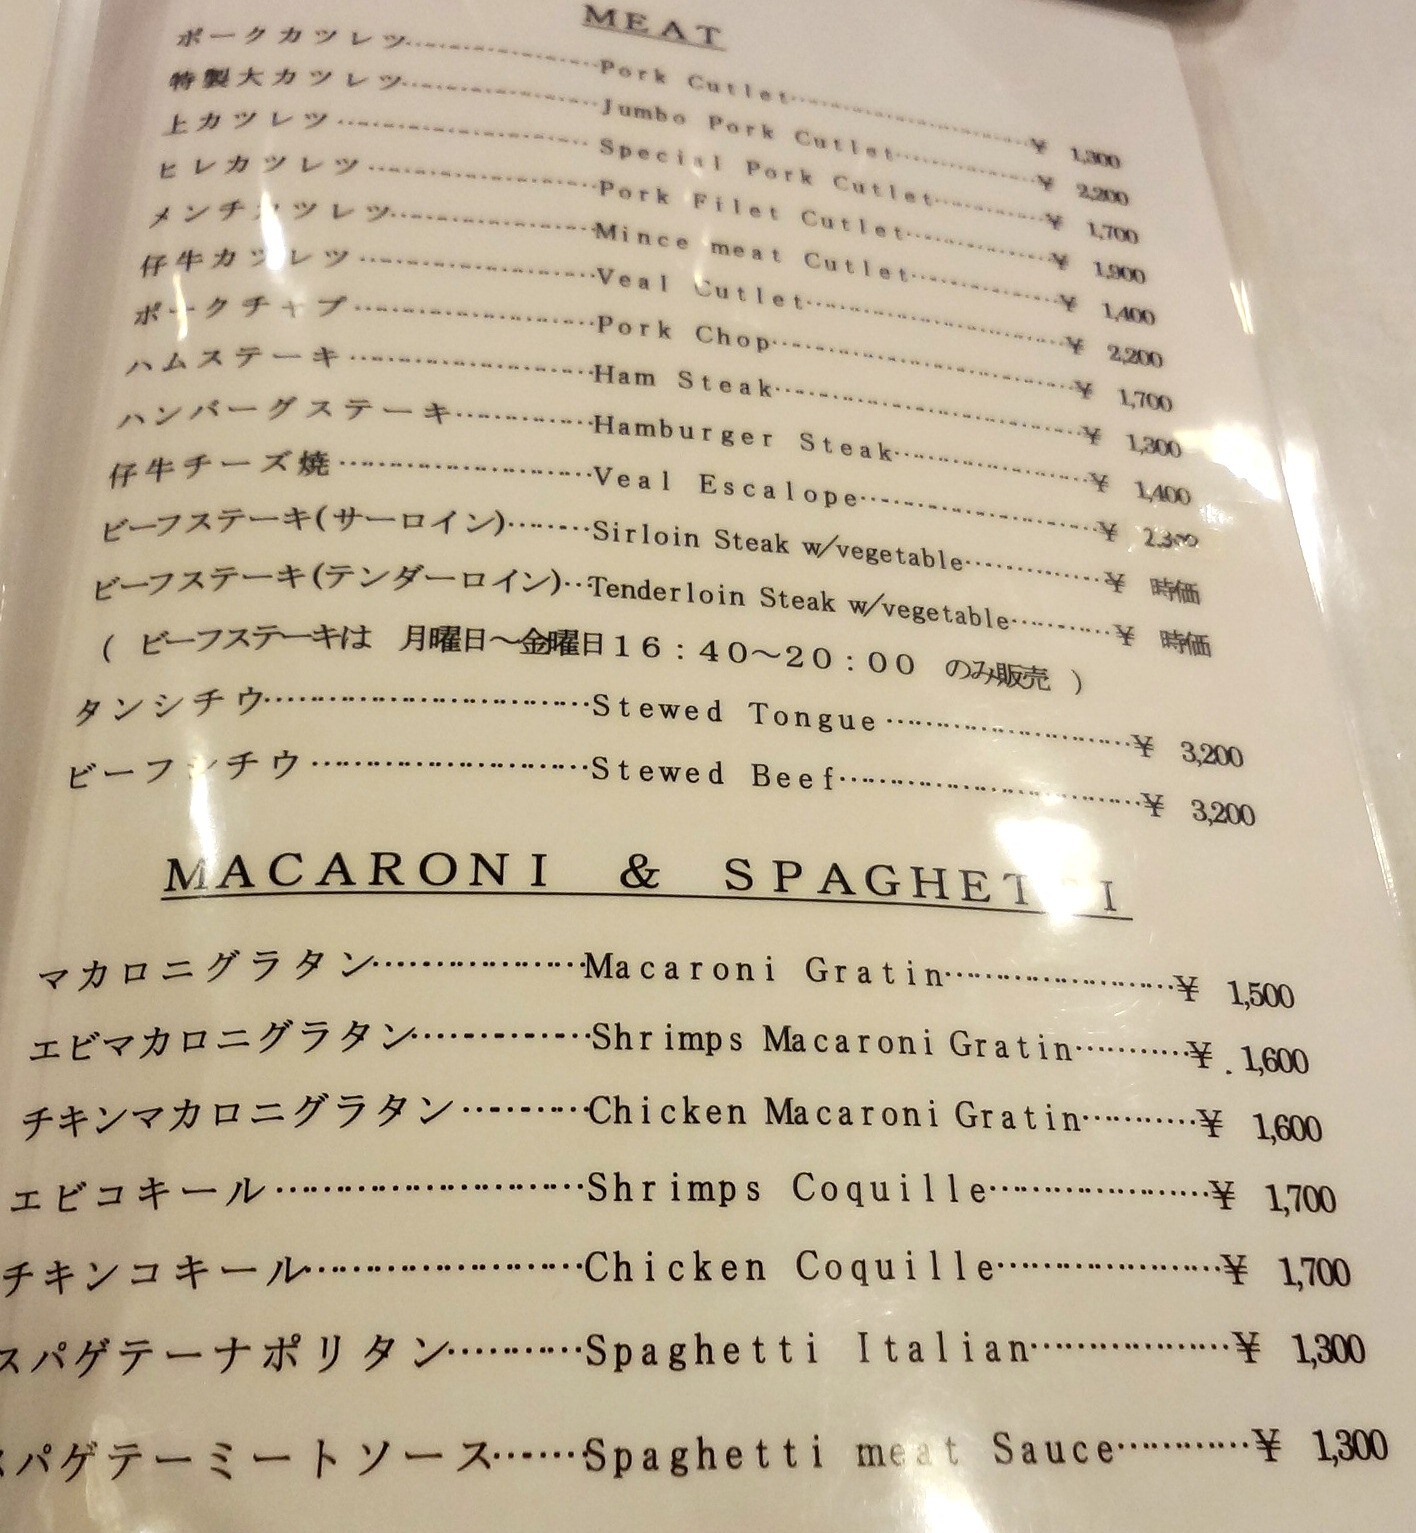 MEAT
ポークカツレツ……………Pork Cutlet……………¥ 1,300
特製大カツレツ……………Jumbo Pork Cutlet……………¥ 2,200
上カツレツ……………Special Pork Cutlet……………¥ 1,700
ヒレカツレツ……………Pork Filet Cutlet……………¥ 1,900
メンチカツレツ……………Mince meat Cutlet……………¥ 1,400
仔牛カツレツ……………Veal Cutlet……………¥ 2,200
ポークチャプ……………Pork Chop……………¥ 1,700
ハムステーキ……………Ham Steak……………¥ 1,300
ハンバーグステーキ…………Hamburger Steak……………¥ 1,400
仔牛チーズ焼……………Veal Escalope……………¥ 2,300
ビーフステーキ(サーロイン)………Sirloin Steak w/vegetable…………¥ 時価
ビーフステーキ(テンダーロイン)…Tenderloin Steak w/vegetable…………¥ 時価
( ビーフステーキは 月曜日～金曜日１６：４０～２０：００ のみ販売 )
タンシチウ……………………Stewed Tongue……………………¥ 3,200
ビーフシチウ……………………Stewed Beef……………………¥ 3,200
MACARONI & SPAGHETTI
マカロニグラタン……………Macaroni Gratin……………¥ 1,500
エビマカロニグラタン…………Shrimps Macaroni Gratin…………¥ 1,600
チキンマカロニグラタン………Chicken Macaroni Gratin…………¥ 1,600
エビコキール……………………Shrimps Coquille……………¥ 1,700
チキンコキール……………………Chicken Coquille……………¥ 1,700
スパゲテーナポリタン…………Spaghetti Italian……………¥ 1,300
スパゲテーミートソース………Spaghetti meat Sauce…………¥ 1,300